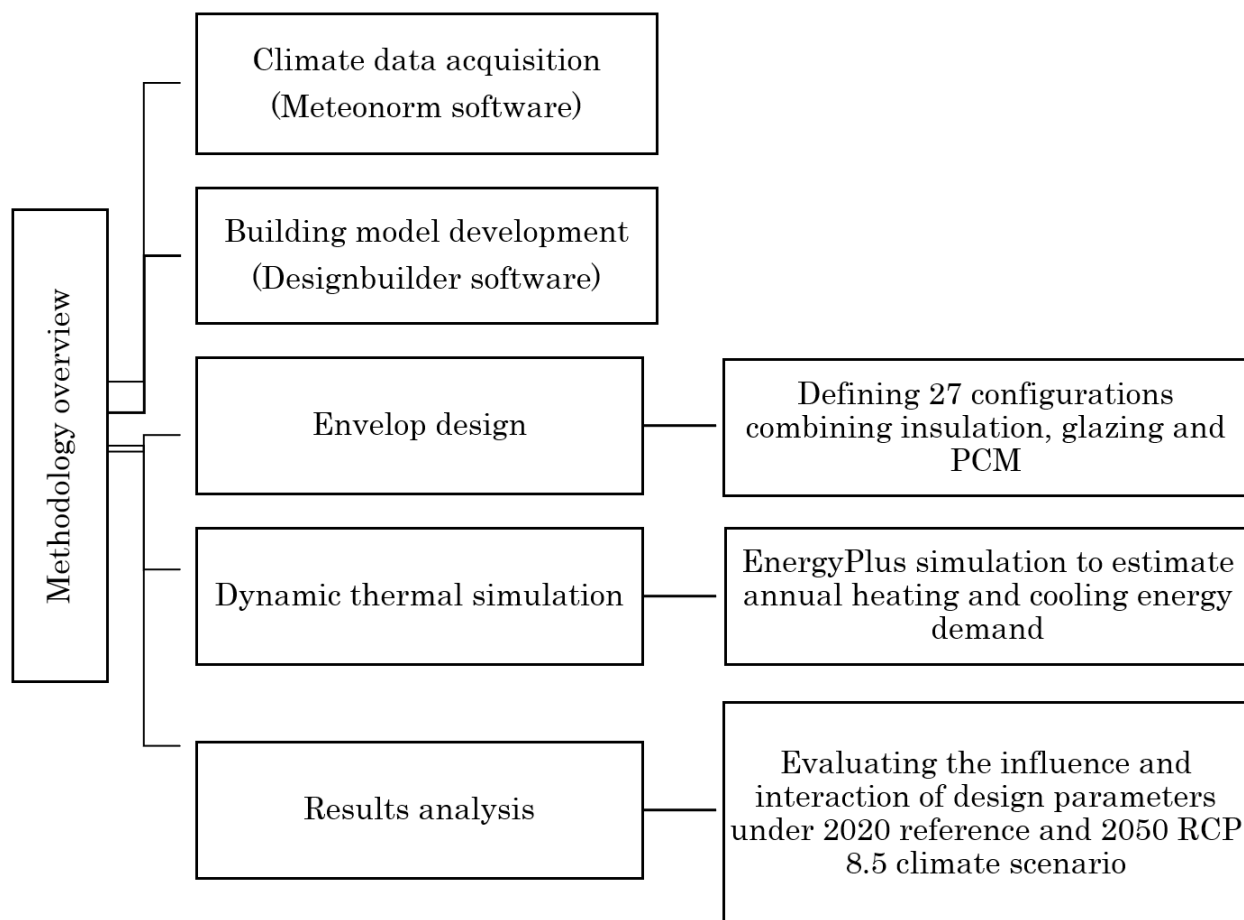 Methodology overview
Climate data acquisition
(Meteonorm software)
Building model development
(Designbuilder software)
Envelop design
Defining 27 configurations
combining insulation, glazing and
PCM
Dynamic thermal simulation
EnergyPlus simulation to estimate
annual heating and cooling energy
demand
Results analysis
Evaluating the influence and
interaction of design parameters
under 2020 reference and 2050 RCP
8.5 climate scenario